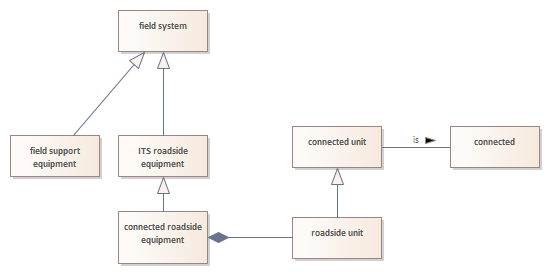 field system
field support
equipment
ITS roadside
equipment
connected unit
is
connected
connected roadside
equipment
roadside unit